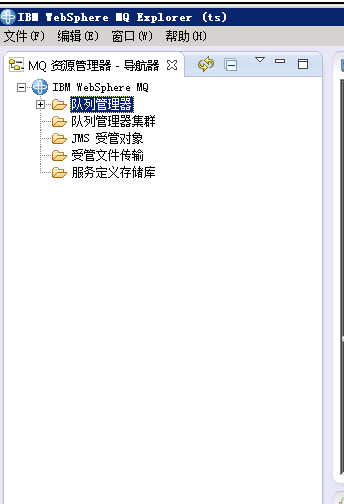 IBM WebSphere MQ Explorer (ts)
文件(F) 编辑(E) 窗口(W) 帮助(H)
MQ 资源管理器 - 导航器
IBM WebSphere MQ
队列管理器
队列管理器集群
JMS 受管对象
受管文件传输
服务定义存储库